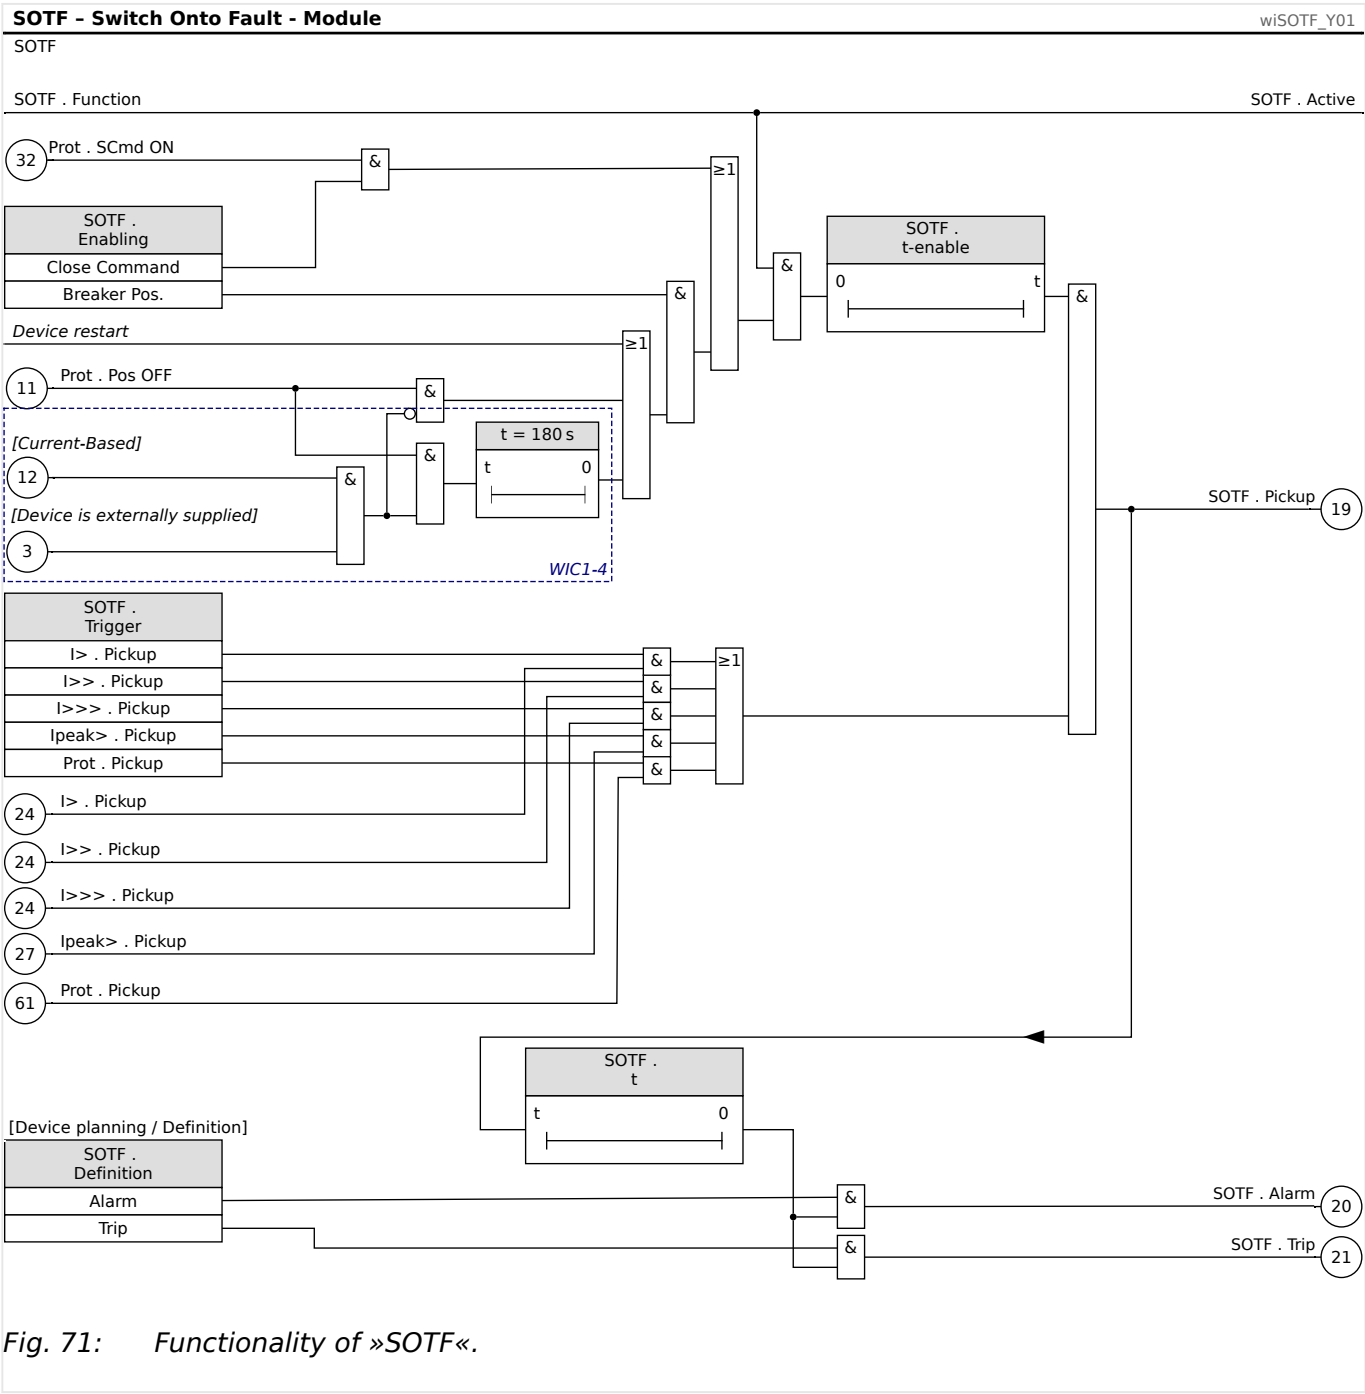 SOTF – Switch Onto Fault - Module
wiSOTF_Y01
SOTF
SOTF . Function
SOTF . Active
32
Prot . SCmd ON
&
≥1
SOTF .
Enabling
Close Command
Breaker Pos.
&
&
SOTF .
t-enable
0
t
&
Device restart
≥1
11
Prot . Pos OFF
&
[Current-Based]
12
&
&
t = 180 s
t
0
[Device is externally supplied]
3
WIC1-4
SOTF . Pickup
19
SOTF .
Trigger
I> . Pickup
I>> . Pickup
I>>> . Pickup
Ipeak> . Pickup
Prot . Pickup
&
&
&
&
&
≥1
24
I> . Pickup
24
I>> . Pickup
24
I>>> . Pickup
27
Ipeak> . Pickup
61
Prot . Pickup
SOTF .
t
t
0
[Device planning / Definition]
SOTF .
Definition
Alarm
Trip
&
&
SOTF . Alarm
20
SOTF . Trip
21
Fig. 71: Functionality of »SOTF«.